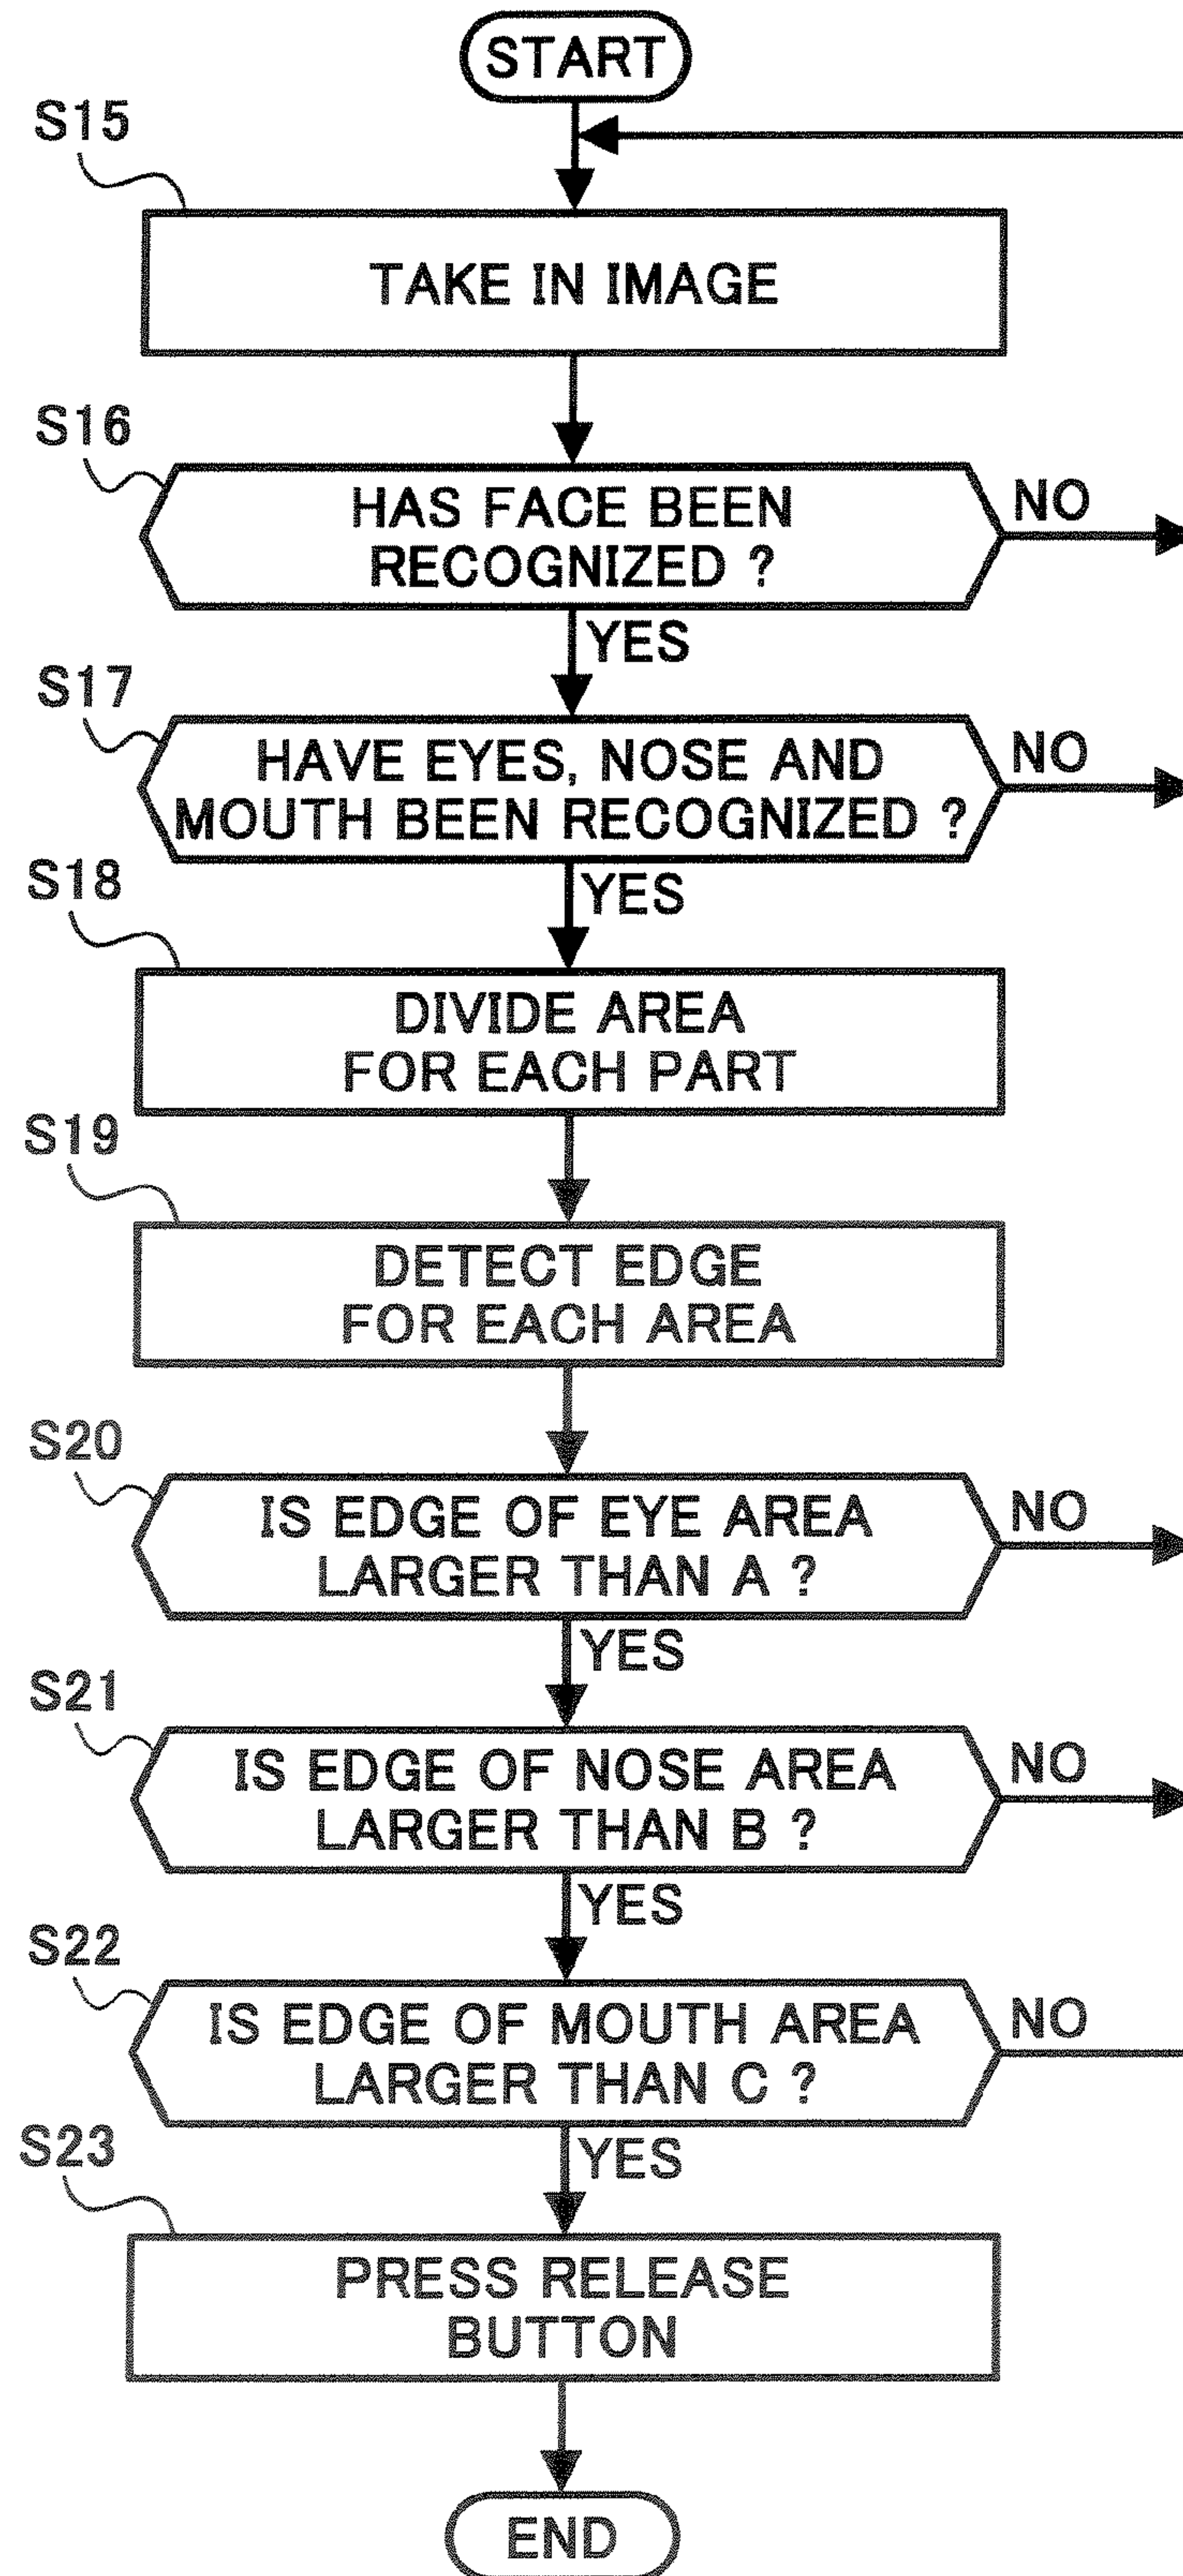 START
S15
TAKE IN IMAGE
S16
HAS FACE BEEN
RECOGNIZED ?
NO
YES
S17
HAVE EYES, NOSE AND
MOUTH BEEN RECOGNIZED ?
NO
YES
S18
DIVIDE AREA
FOR EACH PART
S19
DETECT EDGE
FOR EACH AREA
S20
IS EDGE OF EYE AREA
LARGER THAN A ?
NO
YES
S21
IS EDGE OF NOSE AREA
LARGER THAN B ?
NO
YES
S22
IS EDGE OF MOUTH AREA
LARGER THAN C ?
NO
YES
S23
PRESS RELEASE
BUTTON
END